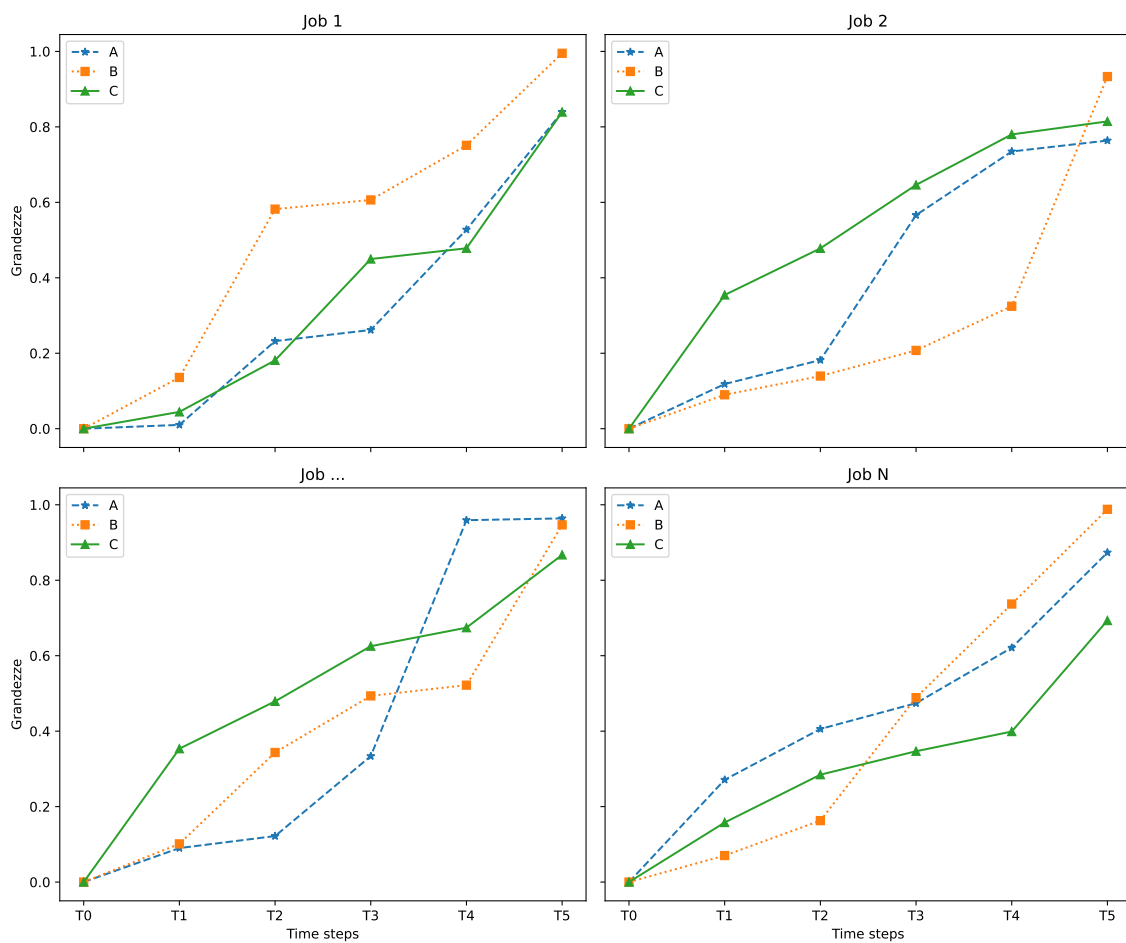 Job 1
A
B
C
1.0
0.8
0.6
0.4
0.2
0.0
Grandezze
Job 2
A
B
C
Job ...
A
B
C
1.0
0.8
0.6
0.4
0.2
0.0
Grandezze
T0 T1 T2 T3 T4 T5
Time steps
Job N
A
B
C
T0 T1 T2 T3 T4 T5
Time steps